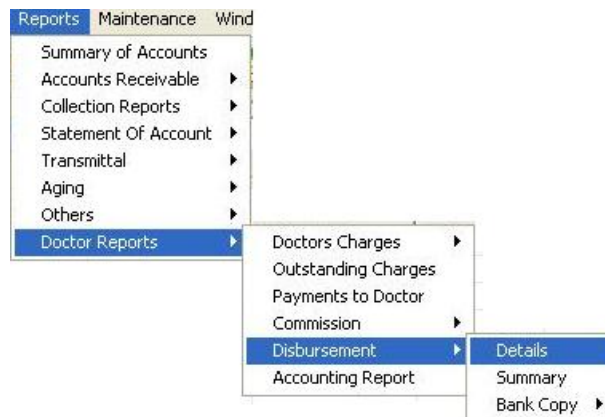 Reports Maintenance Wind
Summary of Accounts
Accounts Receivable
Collection Reports
Statement Of Account
Transmittal
Aging
Others
Doctor Reports
Doctors Charges
Outstanding Charges
Payments to Doctor
Commission
Disbursement
Accounting Report
Details
Summary
Bank Copy